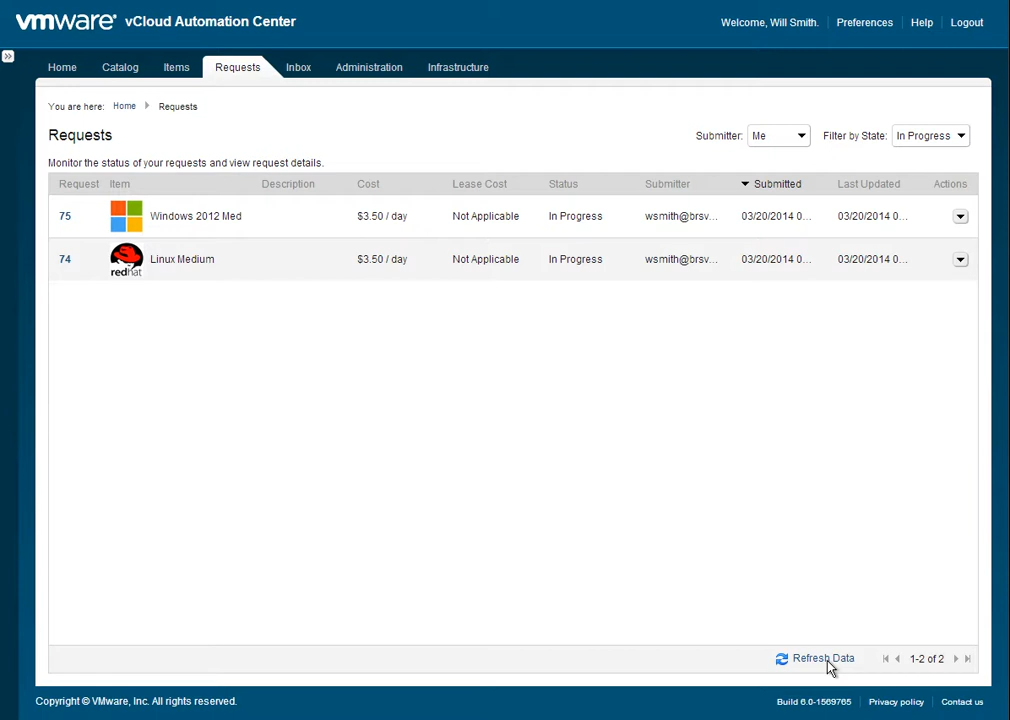 vmware® vCloud Automation Center
Welcome, Will Smith. Preferences Help Logout
Home Catalog Items Requests Inbox Administration Infrastructure
You are here: Home Requests
Requests
Submitter: Me Filter by State: In Progress
Monitor the status of your requests and view request details.
Request Item Description Cost Lease Cost Status Submitter Submitted Last Updated Actions
75 Windows 2012 Med $3.50 / day Not Applicable In Progress wsmith@brsv... 03/20/2014 0... 03/20/2014 0...
74 redhat Linux Medium $3.50 / day Not Applicable In Progress wsmith@brsv... 03/20/2014 0... 03/20/2014 0...
Refresh Data 1-2 of 2
Copyright © VMware, Inc. All rights reserved.
Build 6.0-1569765 Privacy policy Contact us